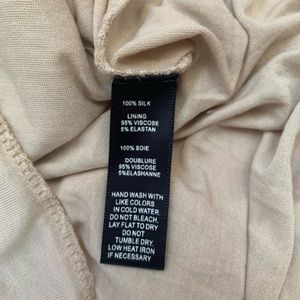 100% SILK
LINING
95% VISCOSE
5% ELASTAN
100% SOIE
DOUBLURE
95% VISCOSE
5%ELASHANNE
HAND WASH WITH
LIKE COLORS
IN COLD WATER.
DO NOT BLEACH.
LAY FLAT TO DRY
DO NOT
TUMBLE DRY.
LOW HEAT IRON
IF NECESSARY